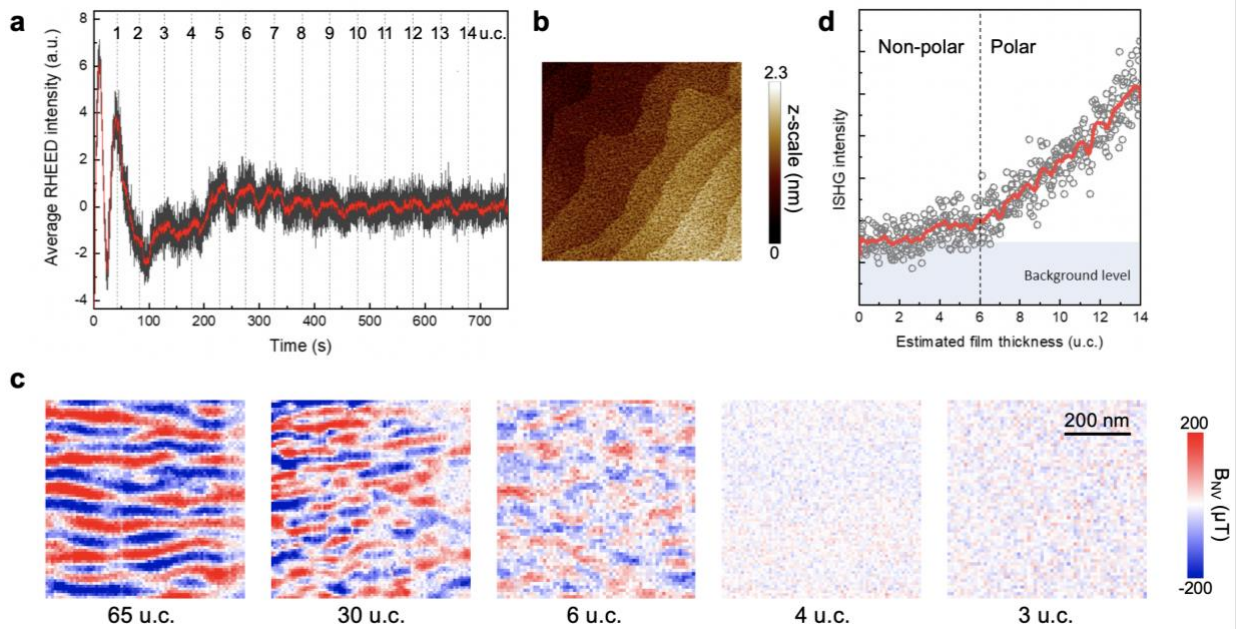 a
Average RHEED intensity (a.u.)
8
6
4
2
0
-2
-4
1 2 3 4 5 6 7 8 9 10 11 12 13 14 u.c.
0 100 200 300 400 500 600 700
Time (s)
b
2.3
z-scale (nm)
0
d
ISHG intensity
Non-polar Polar
Background level
0 2 4 6 8 10 12 14
Estimated film thickness (u.c.)
c
200 nm
200
B_NV (μT)
-200
65 u.c. 30 u.c. 6 u.c. 4 u.c. 3 u.c.